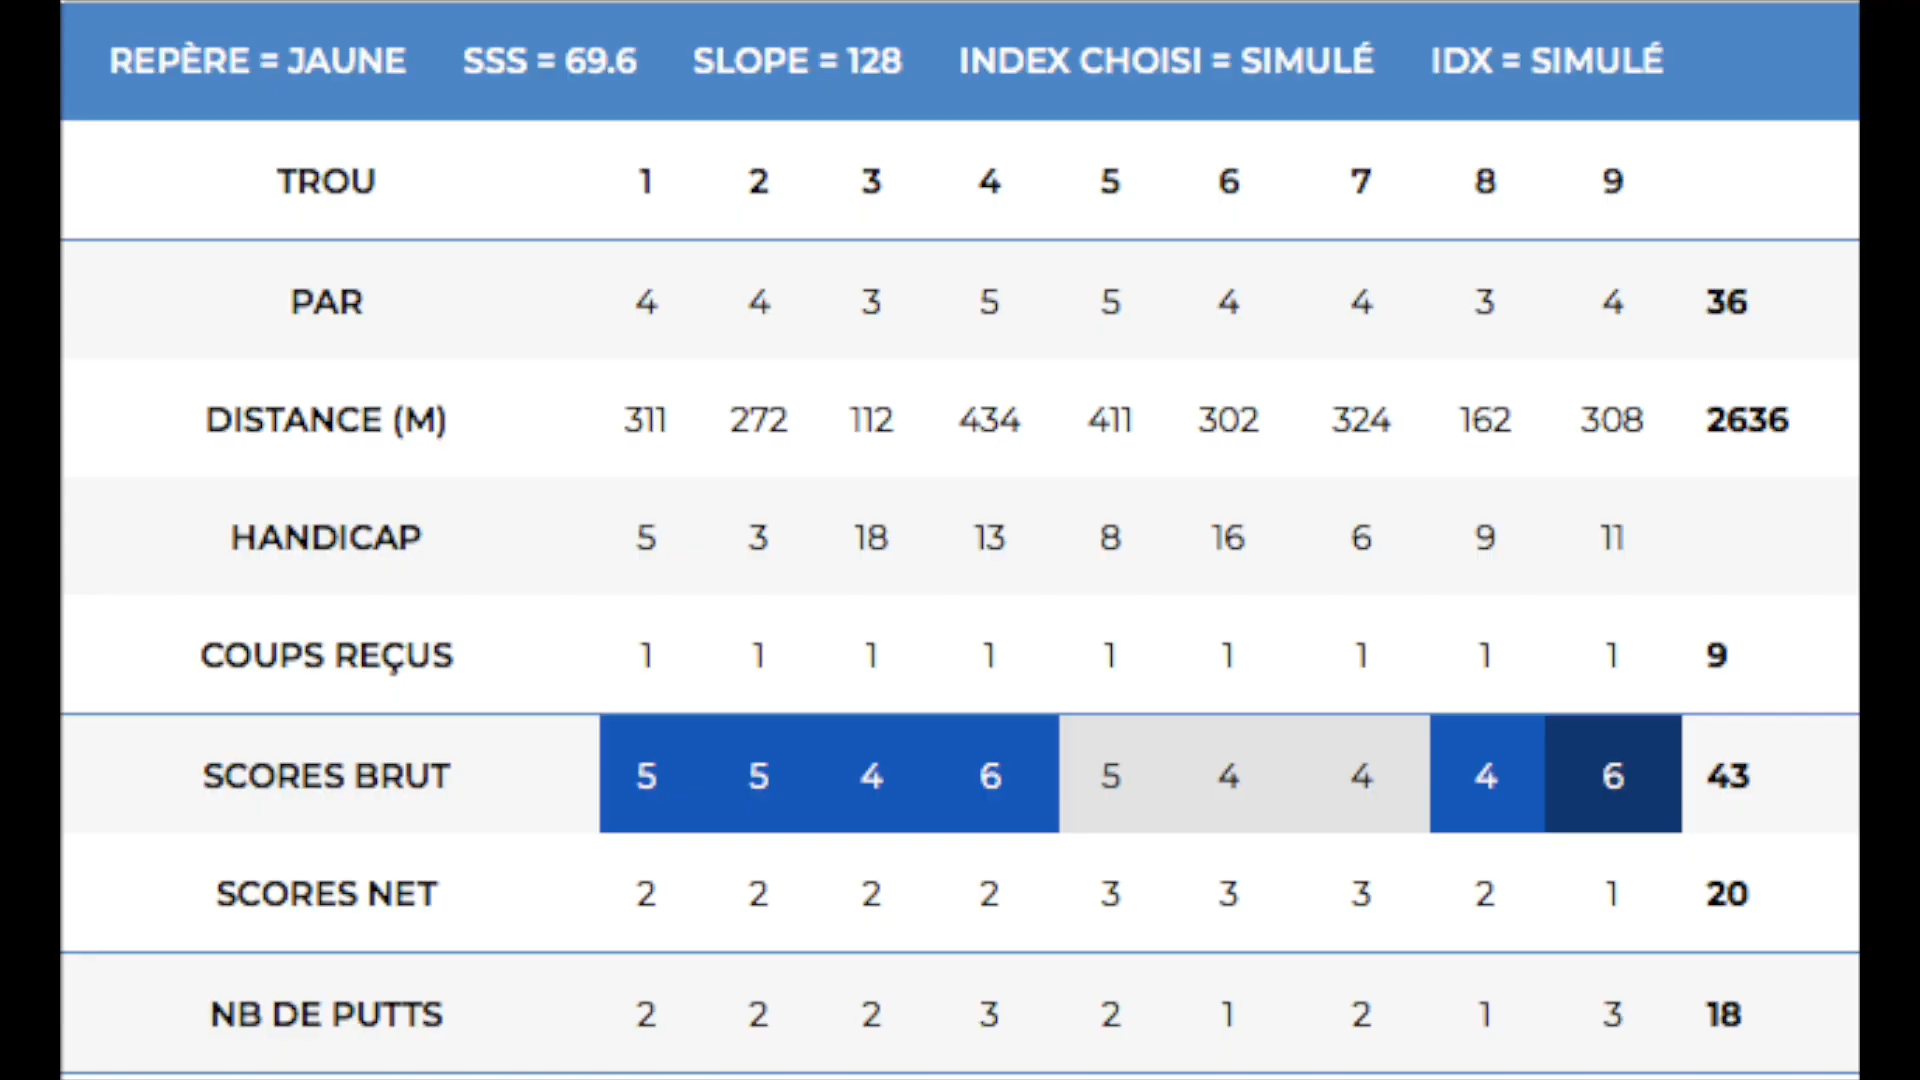 REPÈRE = JAUNE SSS = 69.6 SLOPE = 128 INDEX CHOISI = SIMULÉ IDX = SIMULÉ
TROU 1 2 3 4 5 6 7 8 9
PAR 4 4 3 5 5 4 4 3 4 36
DISTANCE (M) 311 272 112 434 411 302 324 162 308 2636
HANDICAP 5 3 18 13 8 16 6 9 11
COUPS REÇUS 1 1 1 1 1 1 1 1 1 9
SCORES BRUT 5 5 4 6 5 4 4 4 6 43
SCORES NET 2 2 2 2 3 3 3 2 1 20
NB DE PUTTS 2 2 2 3 2 1 2 1 3 18